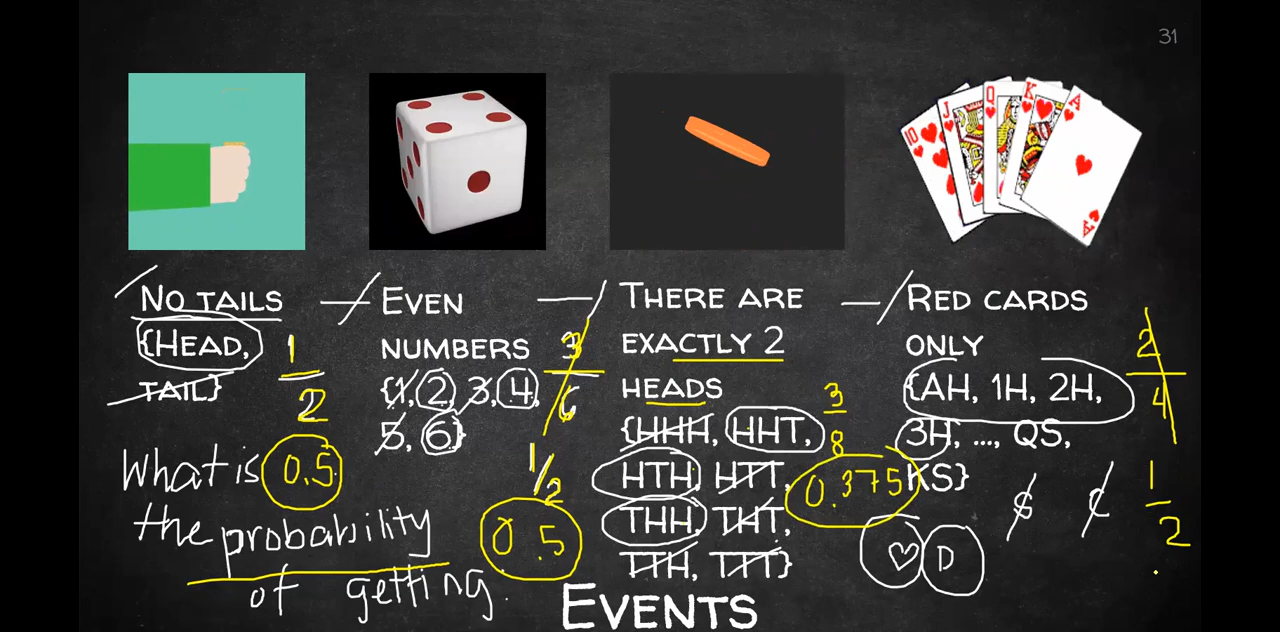 31
10 J Q K A
A
NO TAILS
{HEAD,
TAIL}
1
2
What is 0.5
the probability
of getting.
EVEN
NUMBERS
{1, 2, 3, 4,
5, 6}
3
6
1/2
0.5
THERE ARE
EXACTLY 2
HEADS
{HHH, HHT,
HTH, HTT,
THH, THT,
TTH, TTT}
3
8
0.375
RED CARDS
ONLY
{AH, 1H, 2H,
3H, ..., QS,
KS}
2
4
1
2
♡ D
EVENTS